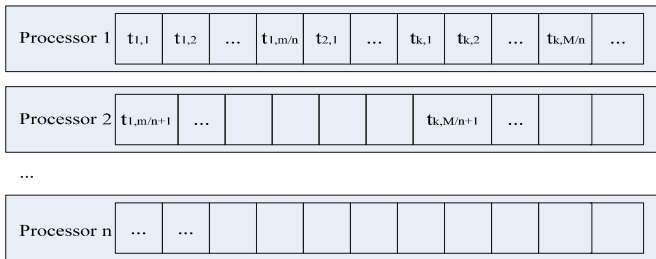 Processor 1 t1,1 t1,2 ... t1,m/n t2,1 ... tk,1 tk,2 ... tk,M/n ...
Processor 2 t1,m/n+1 ... tk,M/n+1 ...
...
Processor n ... ...